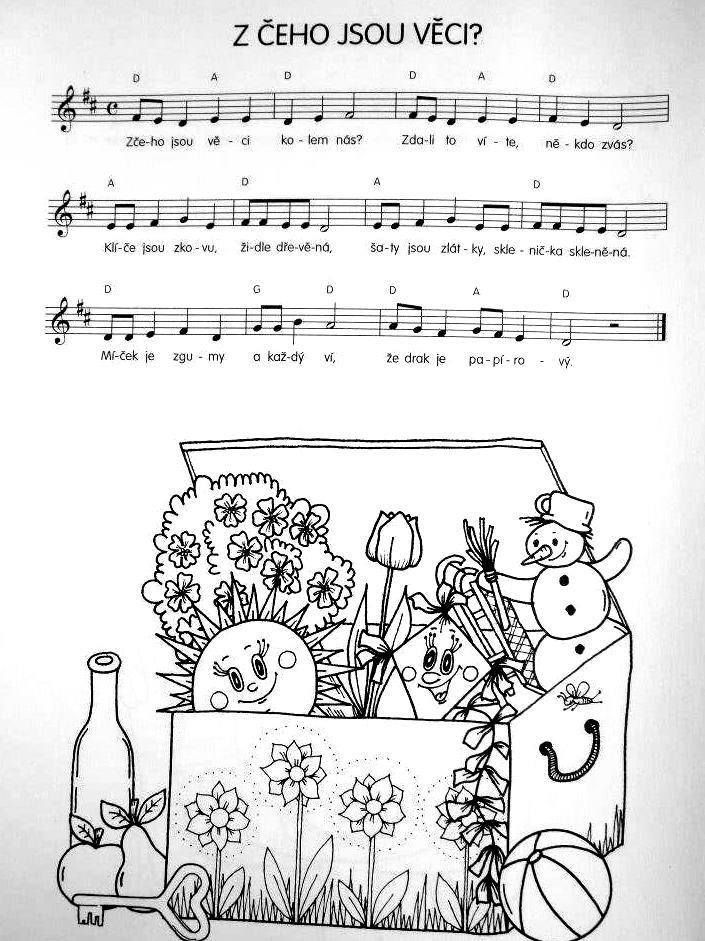 Z ČEHO JSOU VĚCI?
D A D D A D
Zče-ho jsou vě - ci ko - lem nás? Zda-li to ví - te, ně - kdo zvás?
A D A D
Klí-če jsou zko - vu, ži-dle dře-vě-ná, ša-ty jsou zlát - ky, skle - nič-ka skle-ně-ná.
D G D D A D
Mí-ček je zgu - my a kaž-dý ví, že drak je pa-pí-ro - vý.